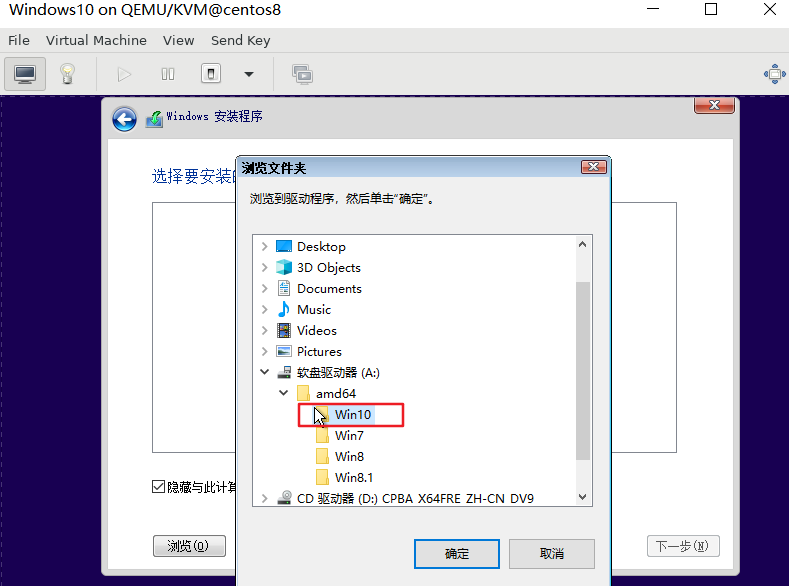 Windows10 on QEMU/KVM@centos8
File Virtual Machine View Send Key
Windows 安装程序
选择要安装的
浏览文件夹
浏览到驱动程序，然后单击“确定”。
Desktop
3D Objects
Documents
Music
Videos
Pictures
软盘驱动器 (A:)
amd64
Win10
Win7
Win8
Win8.1
CD 驱动器 (D:) CPBA_X64FRE_ZH-CN_DV9
隐藏与此计算
浏览(O)
确定
取消
下一步(N)